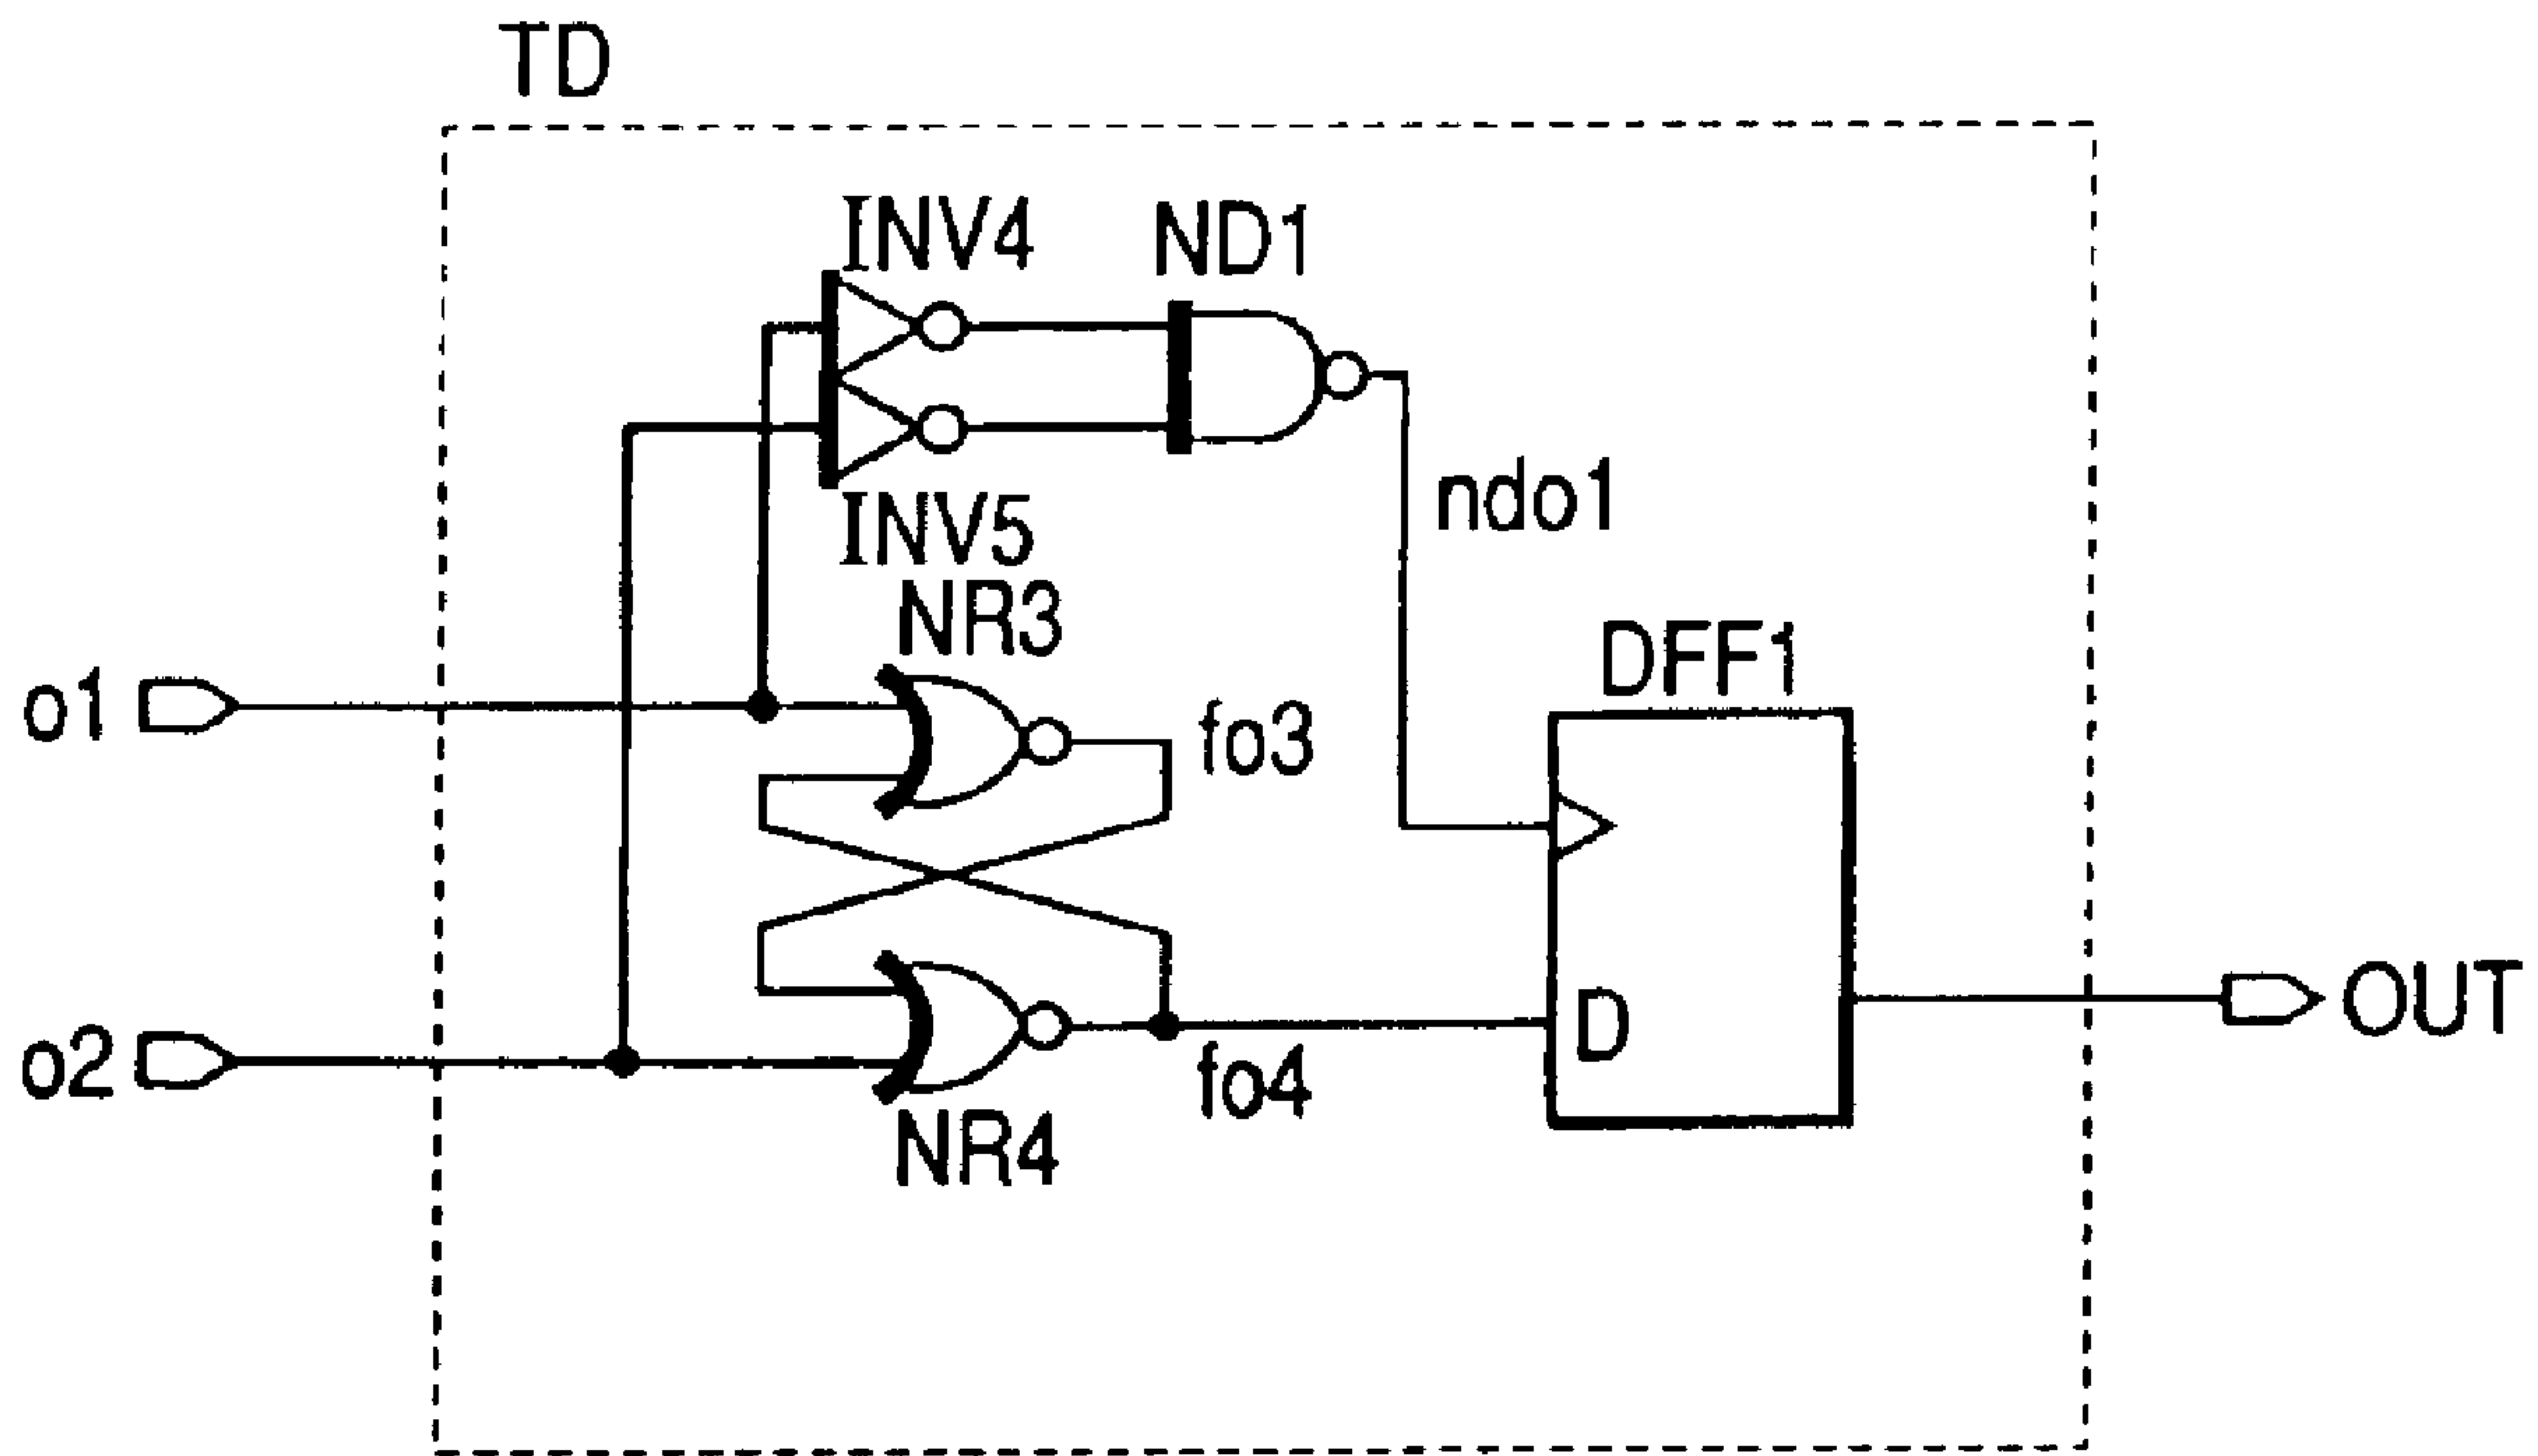 TD
INV4
ND1
ndo1
INV5
NR3
DFF1
o1
fo3
D
OUT
o2
fo4
NR4